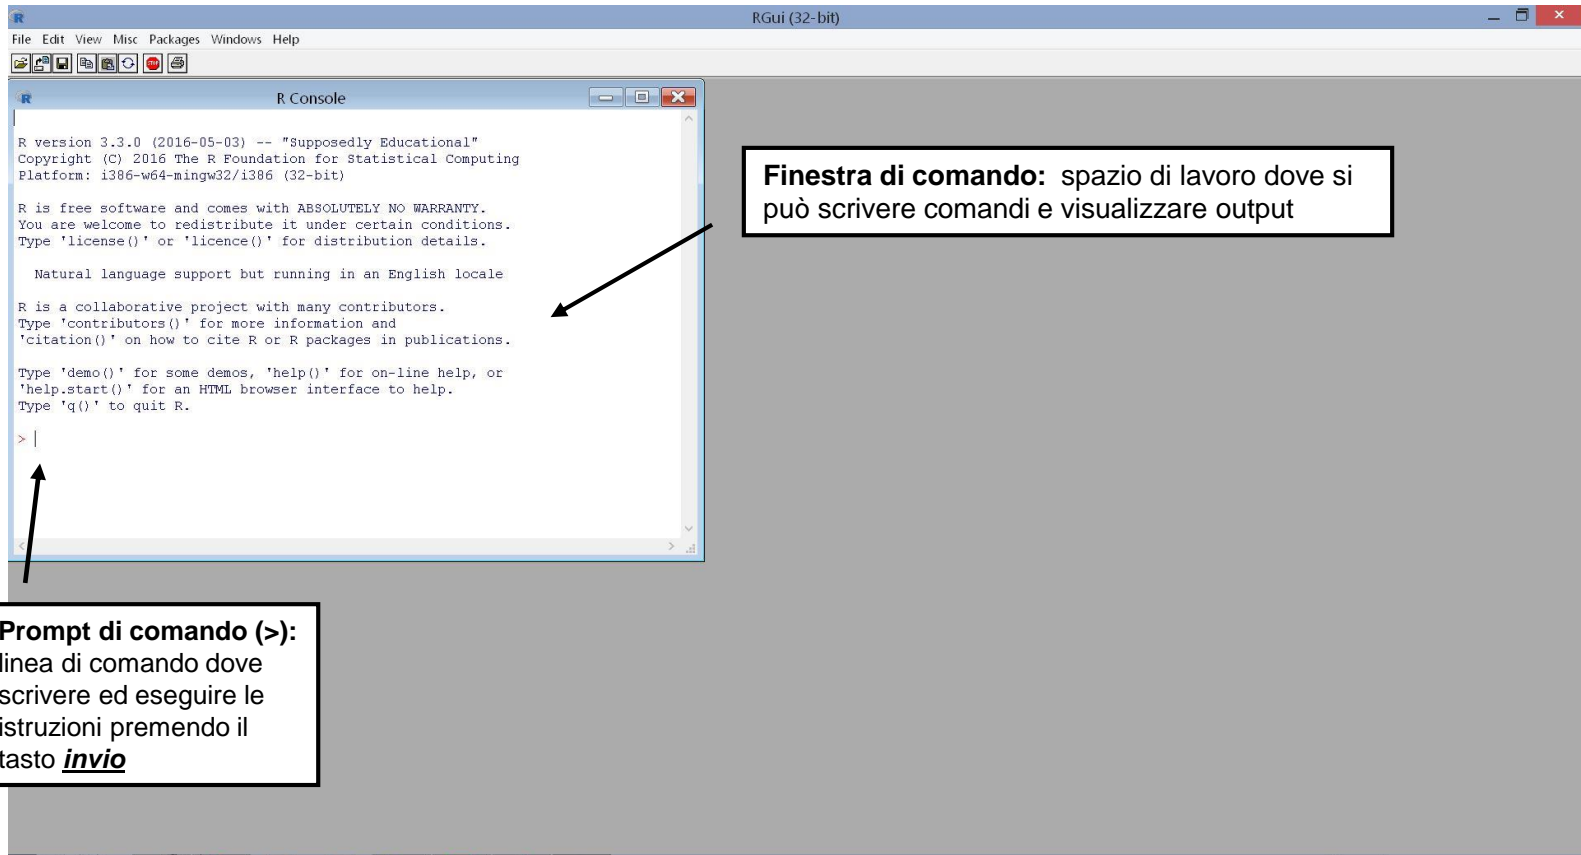 RGui (32-bit)
File Edit View Misc Packages Windows Help
R Console
R version 3.3.0 (2016-05-03) -- "Supposedly Educational"
Copyright (C) 2016 The R Foundation for Statistical Computing
Platform: i386-w64-mingw32/i386 (32-bit)
R is free software and comes with ABSOLUTELY NO WARRANTY.
You are welcome to redistribute it under certain conditions.
Type 'license()' or 'licence()' for distribution details.
Natural language support but running in an English locale
R is a collaborative project with many contributors.
Type 'contributors()' for more information and
'citation()' on how to cite R or R packages in publications.
Type 'demo()' for some demos, 'help()' for on-line help, or
'help.start()' for an HTML browser interface to help.
Type 'q()' to quit R.
>
Finestra di comando: spazio di lavoro dove si
può scrivere comandi e visualizzare output
Prompt di comando (>):
linea di comando dove
scrivere ed eseguire le
istruzioni premendo il
tasto invio